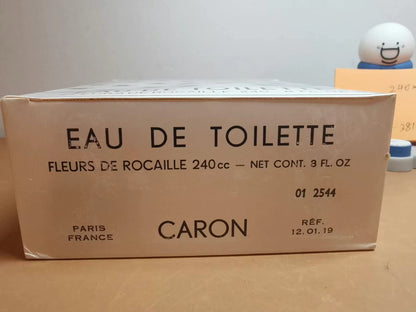 EAU DE TOILETTE
FLEURS DE ROCAILLE 240cc — NET CONT. 3 FL. OZ
01 2544
PARIS
FRANCE
CARON
RÉF.
12.01.19